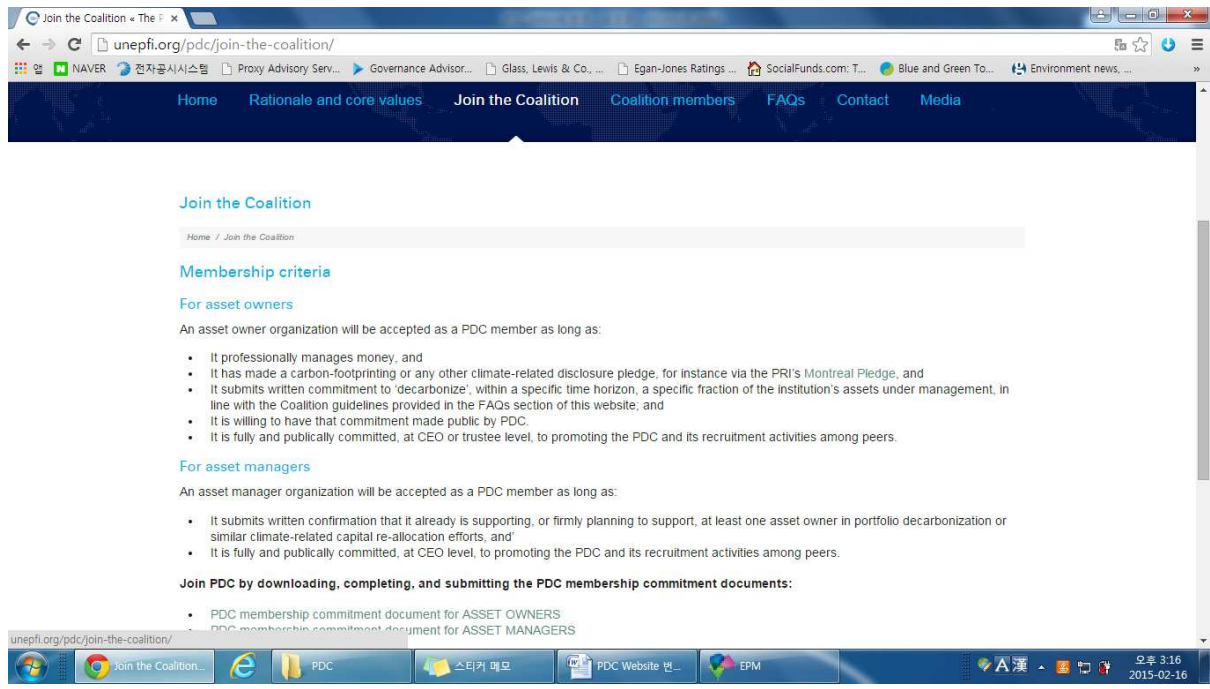 Join the Coalition « The P
unepfi.org/pdc/join-the-coalition/
앱 NAVER 전자공시시스템 Proxy Advisory Serv... Governance Advisor... Glass, Lewis & Co., ... Egan-Jones Ratings ... SocialFunds.com: T... Blue and Green To... Environment news, ... »
Home Rationale and core values Join the Coalition Coalition members FAQs Contact Media
Join the Coalition
Home / Join the Coalition
Membership criteria
For asset owners
An asset owner organization will be accepted as a PDC member as long as:
• It professionally manages money, and
• It has made a carbon-footprinting or any other climate-related disclosure pledge, for instance via the PRI's Montreal Pledge, and
• It submits written commitment to 'decarbonize', within a specific time horizon, a specific fraction of the institution's assets under management, in
line with the Coalition guidelines provided in the FAQs section of this website; and
• It is willing to have that commitment made public by PDC.
• It is fully and publically committed, at CEO or trustee level, to promoting the PDC and its recruitment activities among peers.
For asset managers
An asset manager organization will be accepted as a PDC member as long as:
• It submits written confirmation that it already is supporting, or firmly planning to support, at least one asset owner in portfolio decarbonization or
similar climate-related capital re-allocation efforts, and'
• It is fully and publically committed, at CEO level, to promoting the PDC and its recruitment activities among peers.
Join PDC by downloading, completing, and submitting the PDC membership commitment documents:
• PDC membership commitment document for ASSET OWNERS
• PDC membership commitment document for ASSET MANAGERS
unepfi.org/pdc/join-the-coalition/
Join the Coalition... PDC 스티커 메모 PDC Website 번... EPM A 漢 오후 3:16
2015-02-16